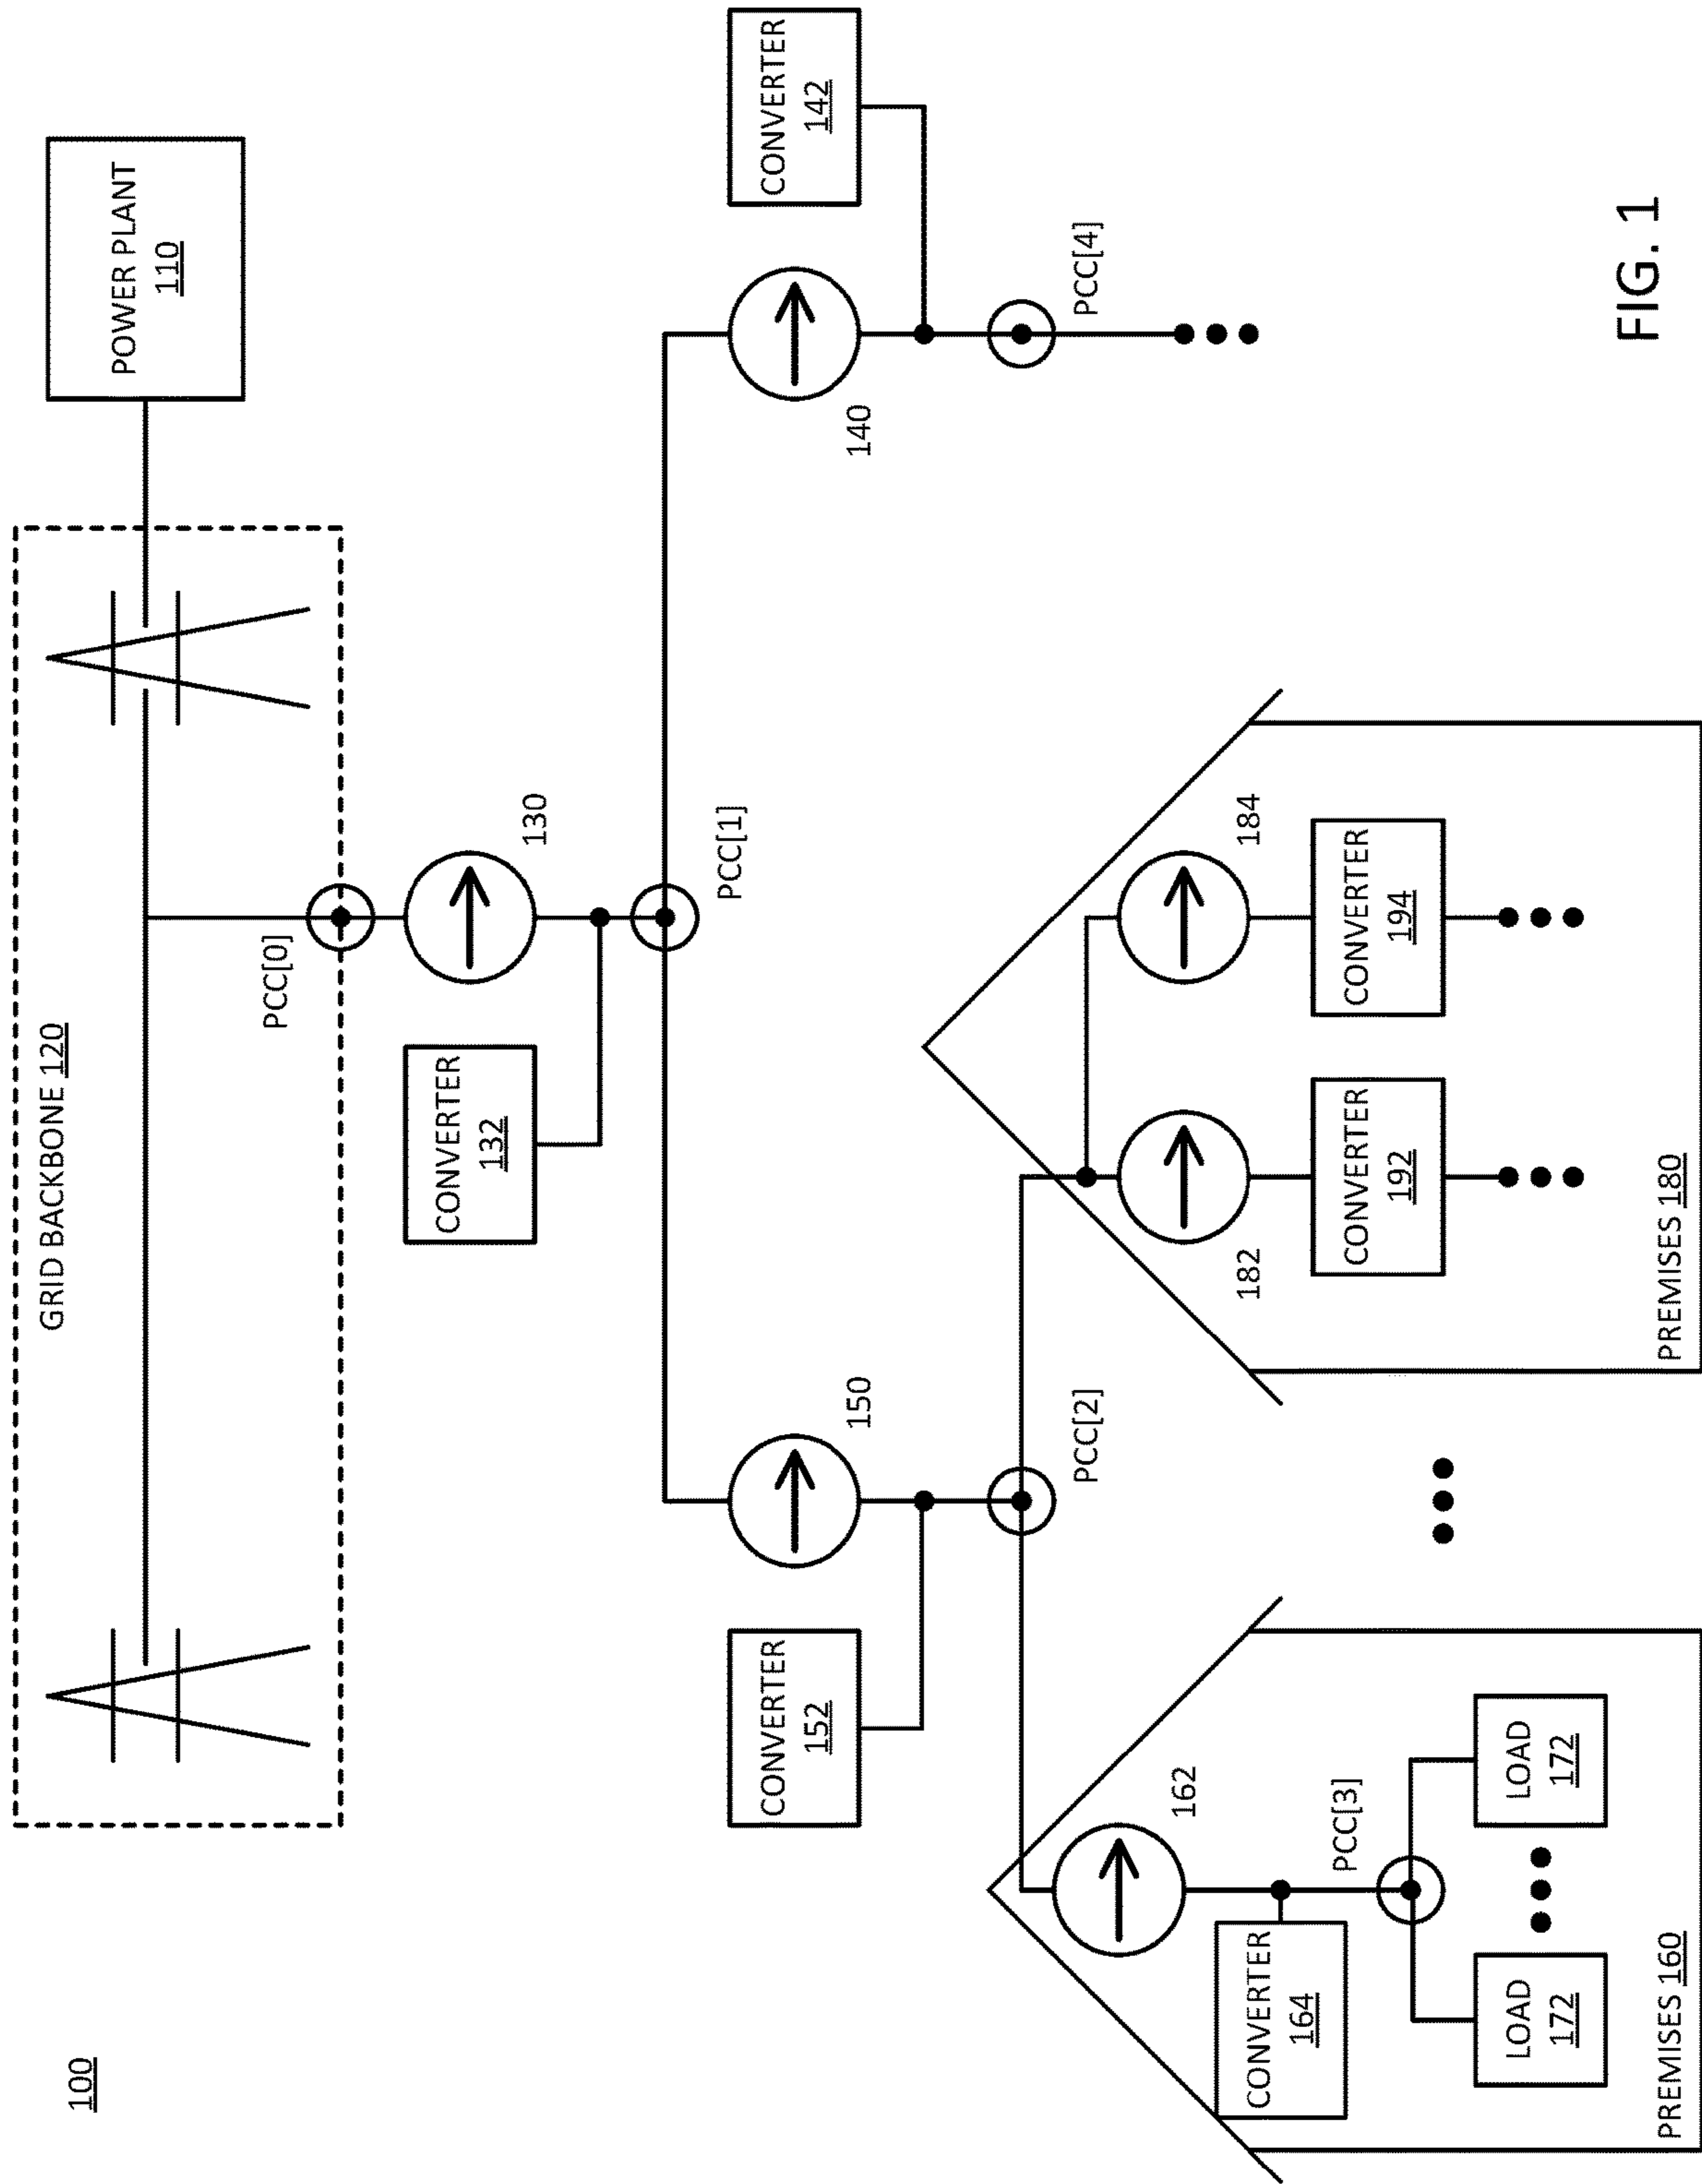 100
GRID BACKBONE 120
POWER PLANT
110
PCC[0]
130
CONVERTER
132
PCC[1]
150
140
CONVERTER
152
CONVERTER
142
PCC[2]
PCC[4]
162
CONVERTER
164
PCC[3]
LOAD
172
LOAD
172
PREMISES 160
182
184
CONVERTER
192
CONVERTER
194
PREMISES 180
FIG. 1